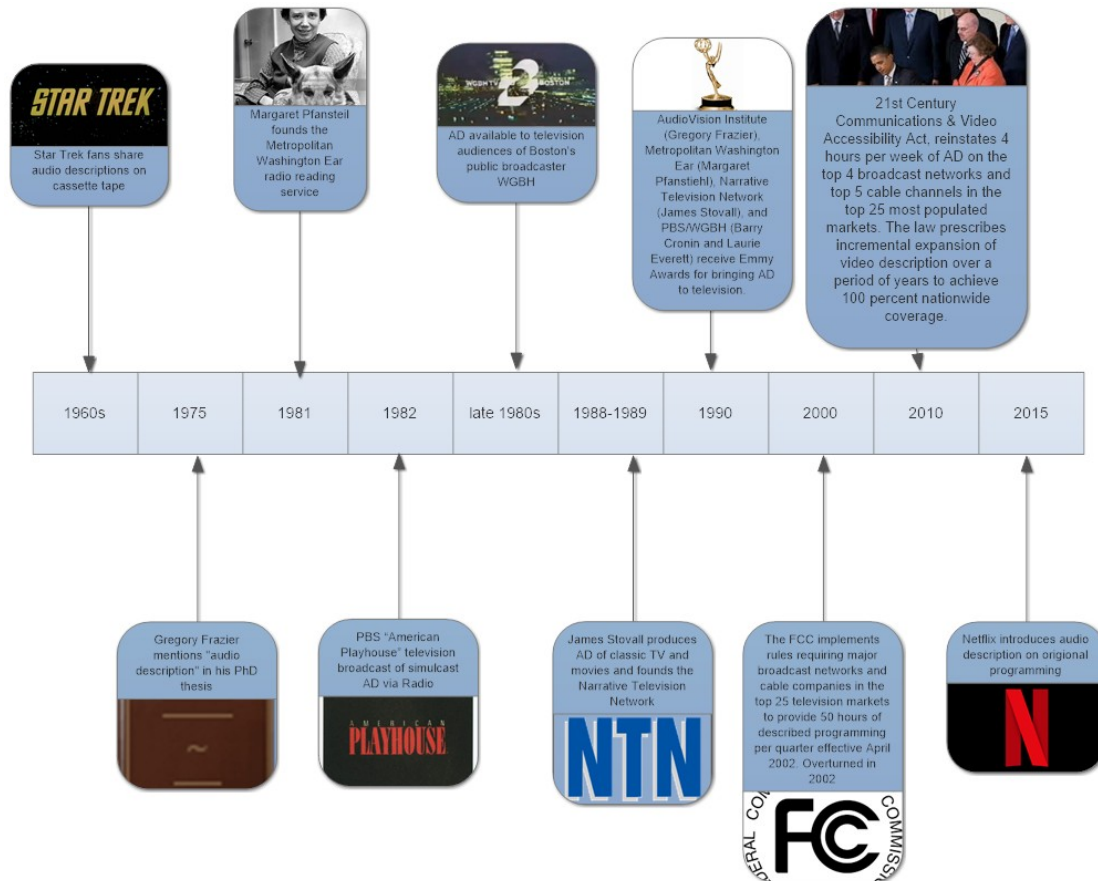 STAR TREK
Star Trek fans share
audio descriptions on
cassette tape
Margaret Pfansteil
founds the
Metropolitan
Washington Ear
radio reading
service
WGBH TV BOSTON
2
AD available to television
audiences of Boston's
public broadcaster
WGBH
AudioVision Institute
(Gregory Frazier),
Metropolitan Washington
Ear (Margaret
Pfanstiehl), Narrative
Television Network
(James Stovall), and
PBS/WGBH (Barry
Cronin and Laurie
Everett) receive Emmy
Awards for bringing AD
to television.
21st Century
Communications & Video
Accessibility Act, reinstates 4
hours per week of AD on the
top 4 broadcast networks and
top 5 cable channels in the
top 25 most populated
markets. The law prescribes
incremental expansion of
video description over a
period of years to achieve
100 percent nationwide
coverage.
1960s
1975
1981
1982
late 1980s
1988-1989
1990
2000
2010
2015
Gregory Frazier
mentions “audio
description” in his PhD
thesis
~
PBS “American
Playhouse” television
broadcast of simulcast
AD via Radio
AMERICAN
PLAYHOUSE
James Stovall produces
AD of classic TV and
movies and founds the
Narrative Television
Network
NTN
The FCC implements
rules requiring major
broadcast networks and
cable companies in the
top 25 television markets
to provide 50 hours of
described programming
per quarter effective April
2002. Overturned in
2002
FCC
Netflix introduces audio
description on origional
programming
N